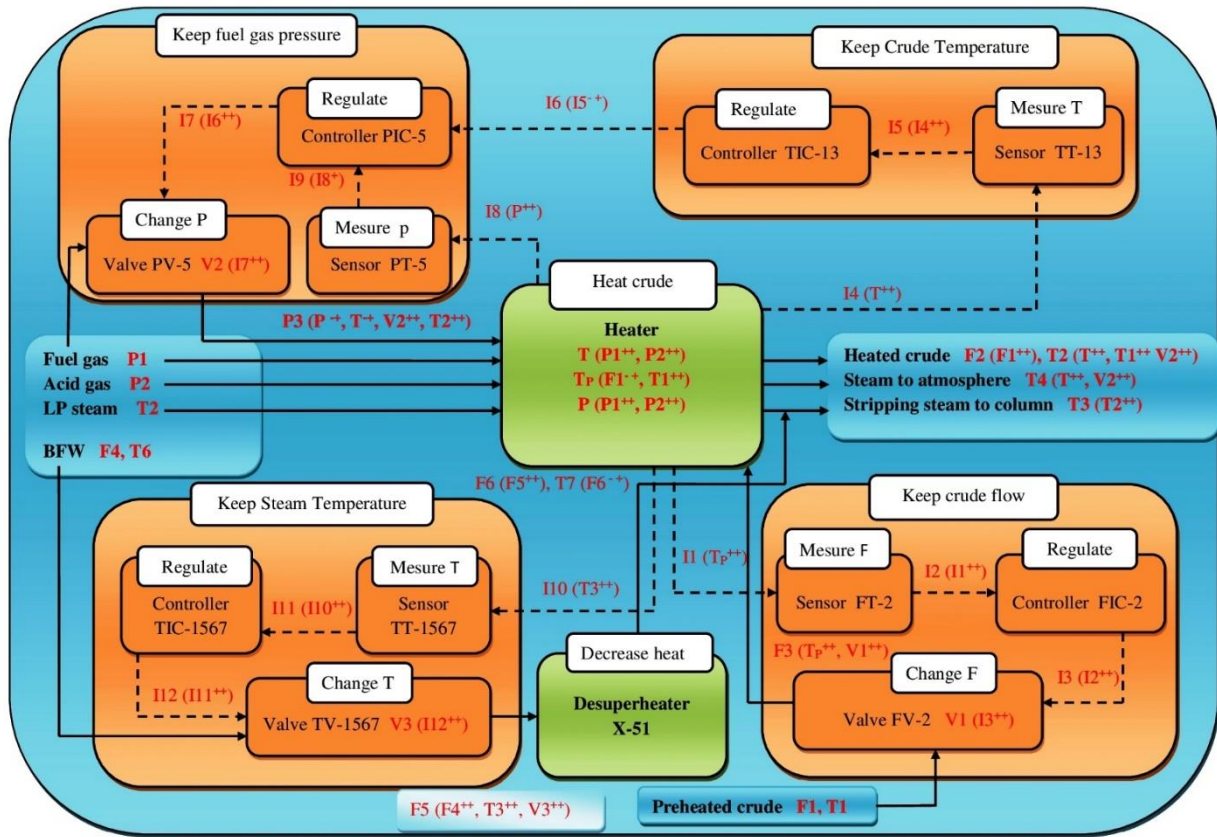 Keep fuel gas pressure
Regulate
Controller PIC-5
I7 (I6⁺⁺)
I9 (I8⁺)
Change P
Valve PV-5 V2 (I7⁺⁺)
Mesure p
Sensor PT-5
I6 (I5⁻⁺)
I8 (P⁺⁺)
Keep Crude Temperature
Regulate
Controller TIC-13
I5 (I4⁺⁺)
Mesure T
Sensor TT-13
I4 (T⁺⁺)
P3 (P⁻⁺, T⁻⁺, V2⁺⁺, T2⁺⁺)
Heat crude
Heater
T (P1⁺⁺, P2⁺⁺)
Tₚ (F1⁻⁺, T1⁺⁺)
P (P1⁺⁺, P2⁺⁺)
Fuel gas P1
Acid gas P2
LP steam T2
BFW F4, T6
Heated crude F2 (F1⁺⁺), T2 (T⁺⁺, T1⁺⁺ V2⁺⁺)
Steam to atmosphere T4 (T⁺⁺, V2⁺⁺)
Stripping steam to column T3 (T2⁺⁺)
F6 (F5⁺⁺), T7 (F6⁻⁺)
Keep Steam Temperature
Regulate
Controller
TIC-1567
I11 (I10⁺⁺)
Mesure T
Sensor
TT-1567
I10 (T3⁺⁺)
I12 (I11⁺⁺)
Change T
Valve TV-1567 V3 (I12⁺⁺)
Decrease heat
Desuperheater
X-51
I1 (Tₚ⁺⁺)
Keep crude flow
Mesure F
Sensor FT-2
I2 (I1⁺⁺)
Regulate
Controller FIC-2
F3 (Tₚ⁺⁺, V1⁺⁺)
I3 (I2⁺⁺)
Change F
Valve FV-2 V1 (I3⁺⁺)
F5 (F4⁺⁺, T3⁺⁺, V3⁺⁺)
Preheated crude F1, T1